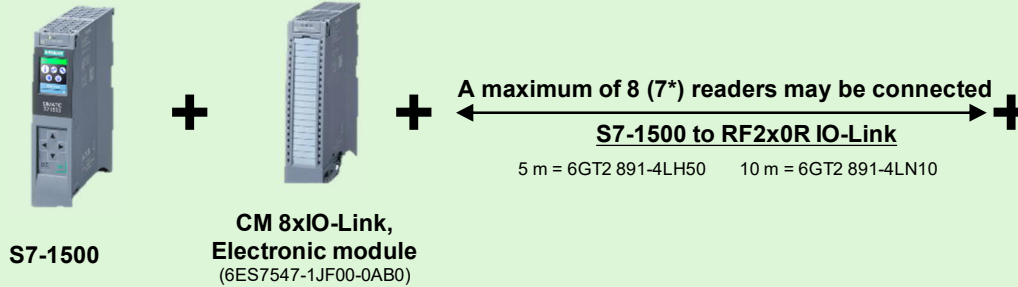 A maximum of 8 (7*) readers may be connected
S7-1500 to RF2x0R IO-Link
5 m = 6GT2 891-4LH50 10 m = 6GT2 891-4LN10
S7-1500
CM 8xIO-Link,
Electronic module
(6ES7547-1JF00-0AB0)